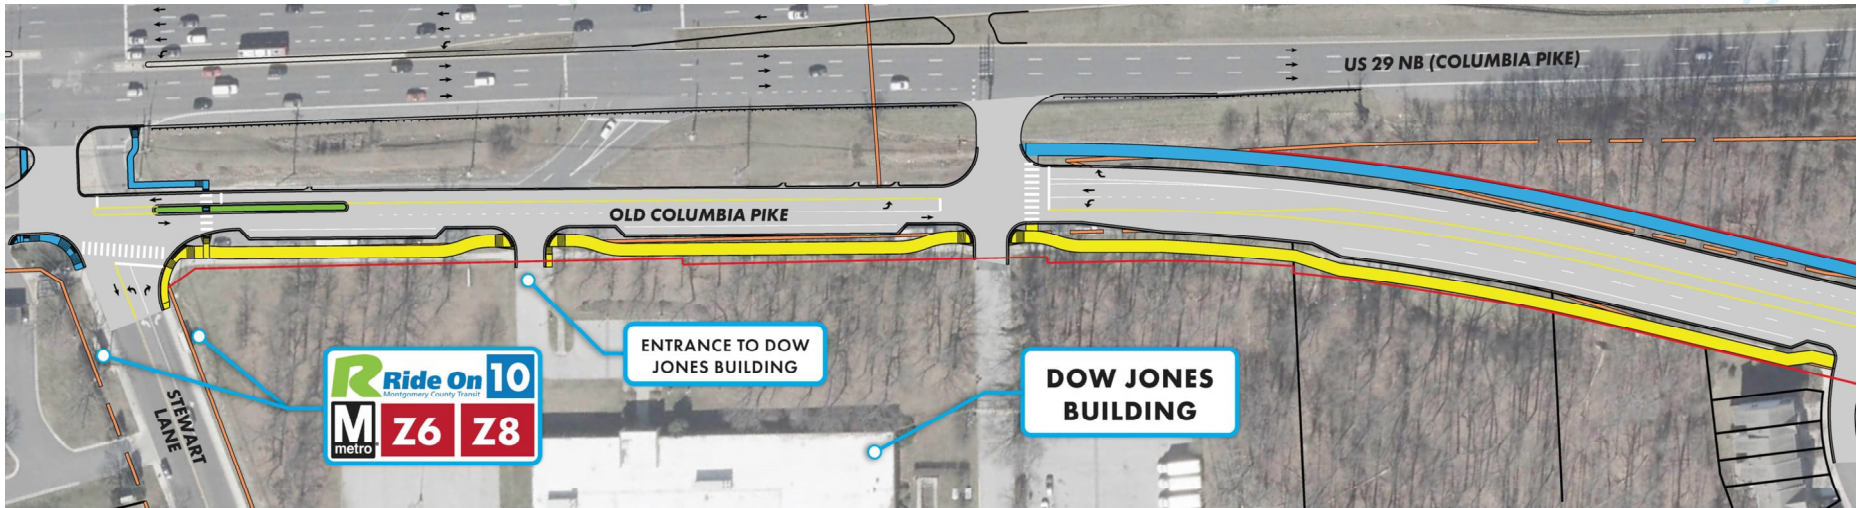 US 29 NB (COLUMBIA PIKE)
OLD COLUMBIA PIKE
ENTRANCE TO DOW
JONES BUILDING
DOW JONES
BUILDING
STEWART
LANE
R Ride On 10
Montgomery County Transit
M
metro
Z6
Z8